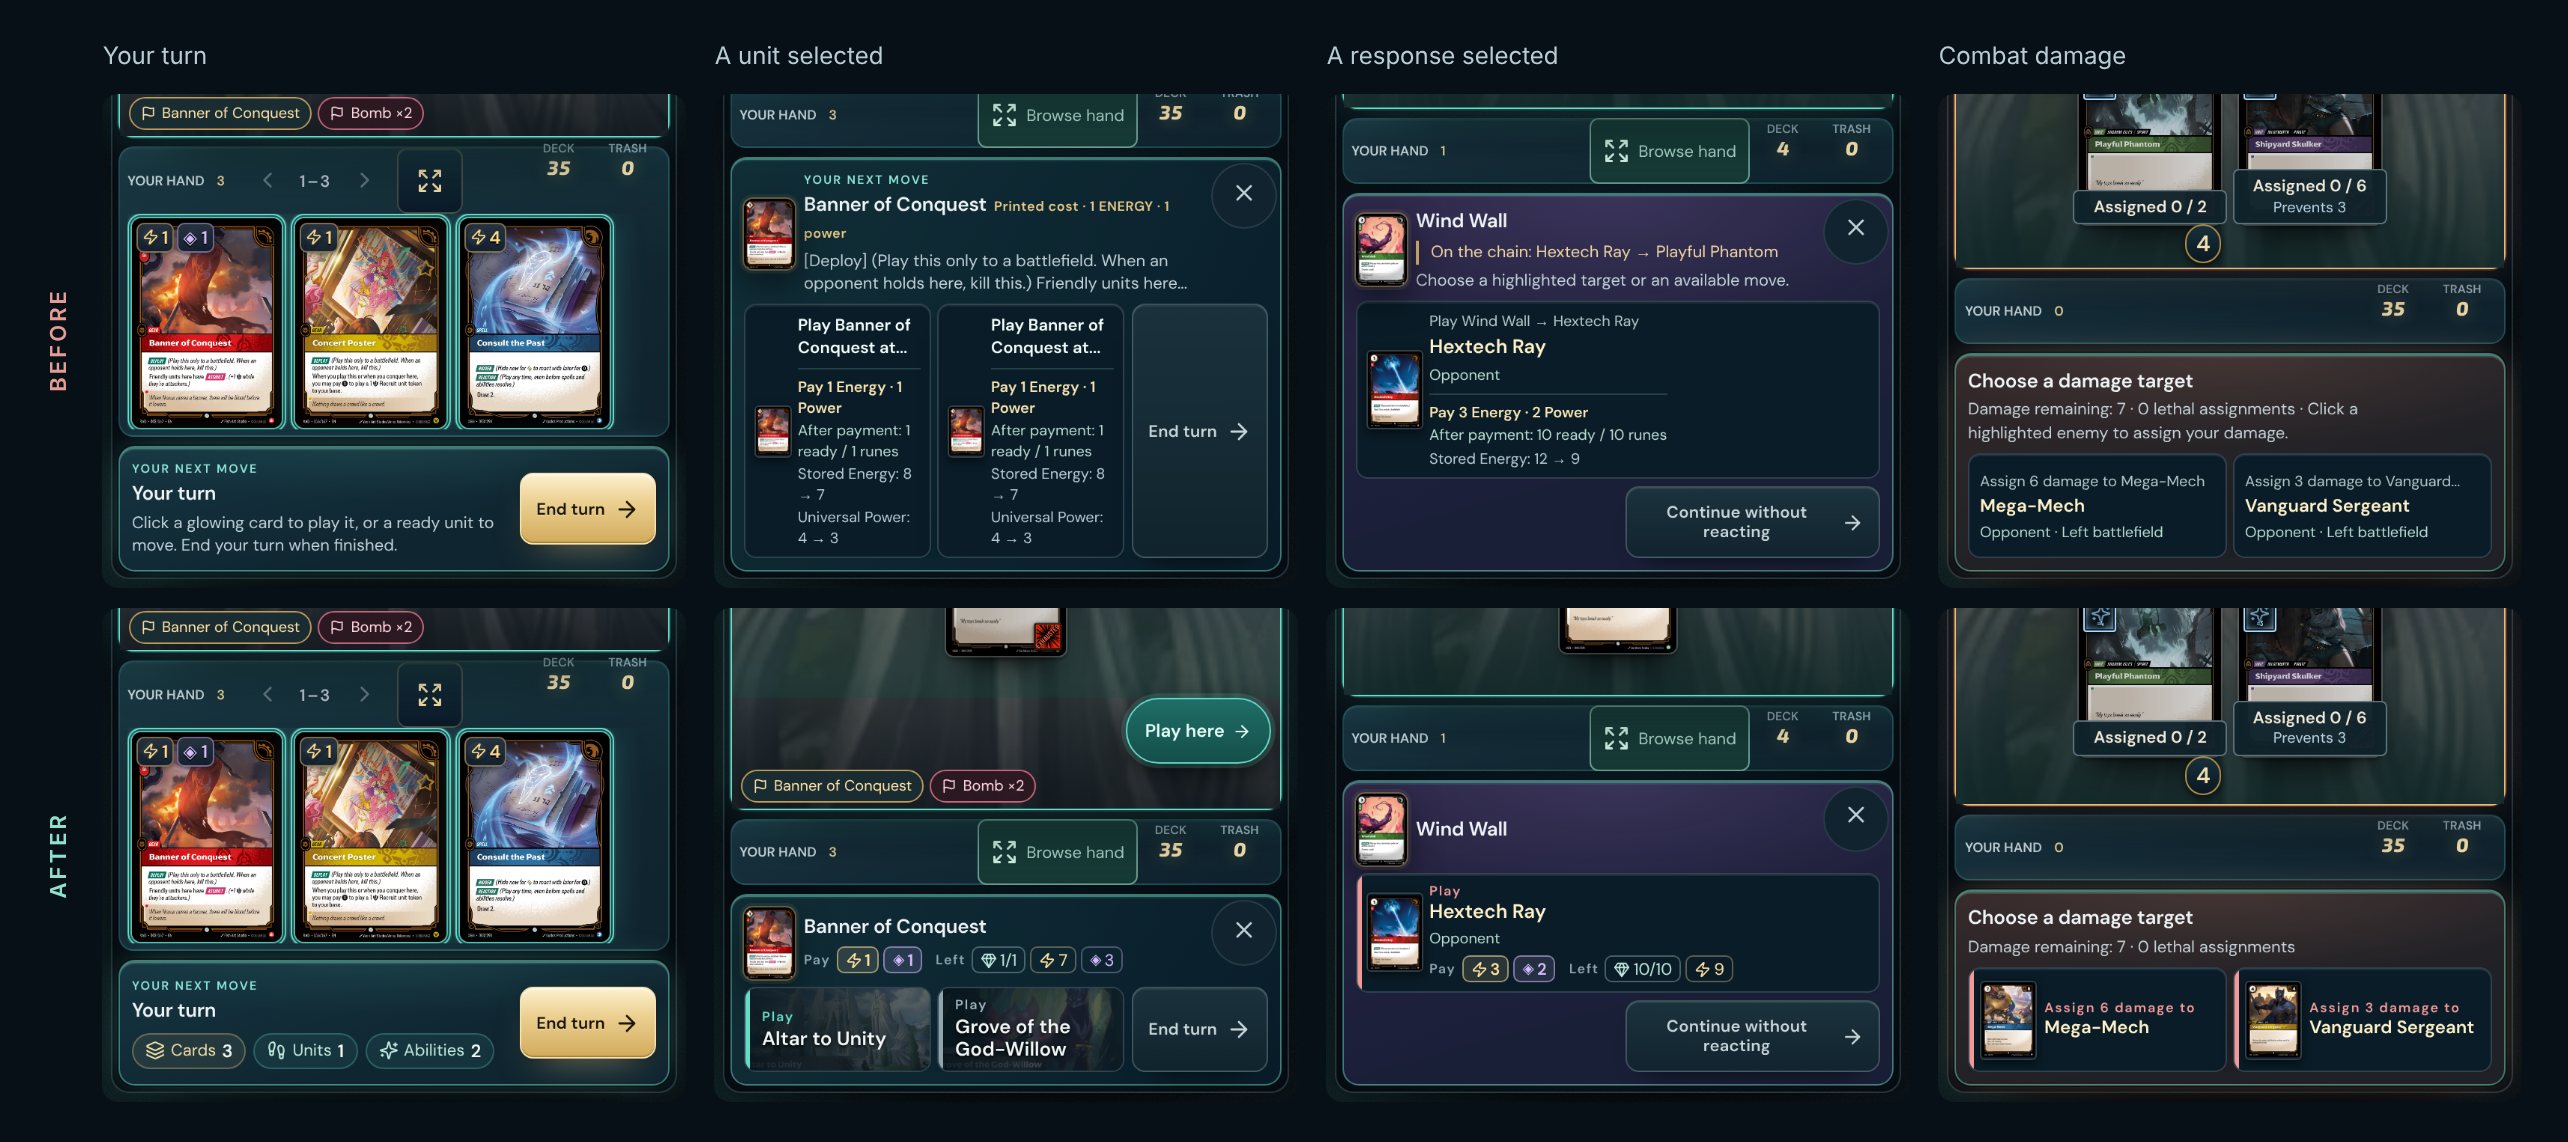 Your turn
A unit selected
A response selected
Combat damage
BEFORE
Banner of Conquest
Bomb ×2
YOUR HAND 3
1–3
DECK
35
TRASH
0
1 1
1
4
Banner of Conquest
Concert Poster
Consult the Past
YOUR NEXT MOVE
Your turn
Click a glowing card to play it, or a ready unit to
move. End your turn when finished.
End turn →
YOUR HAND 3
Browse hand
DECK
35
TRASH
0
YOUR NEXT MOVE
Banner of Conquest Printed cost · 1 ENERGY · 1
power
[Deploy] (Play this only to a battlefield. When an
opponent holds here, kill this.) Friendly units here...
Play Banner of
Conquest at...
Pay 1 Energy · 1
Power
After payment: 1
ready / 1 runes
Stored Energy: 8
→ 7
Universal Power:
4 → 3
Play Banner of
Conquest at...
Pay 1 Energy · 1
Power
After payment: 1
ready / 1 runes
Stored Energy: 8
→ 7
Universal Power:
4 → 3
End turn →
YOUR HAND 1
Browse hand
DECK
4
TRASH
0
Wind Wall
On the chain: Hextech Ray → Playful Phantom
Choose a highlighted target or an available move.
Play Wind Wall → Hextech Ray
Hextech Ray
Opponent
Pay 3 Energy · 2 Power
After payment: 10 ready / 10 runes
Stored Energy: 12 → 9
Continue without
reacting →
Playful Phantom
Shipyard Skulker
Assigned 0 / 2
Assigned 0 / 6
Prevents 3
4
YOUR HAND 0
DECK
35
TRASH
0
Choose a damage target
Damage remaining: 7 · 0 lethal assignments · Click a
highlighted enemy to assign your damage.
Assign 6 damage to Mega-Mech
Mega-Mech
Opponent · Left battlefield
Assign 3 damage to Vanguard...
Vanguard Sergeant
Opponent · Left battlefield
AFTER
Banner of Conquest
Bomb ×2
YOUR HAND 3
1–3
DECK
35
TRASH
0
1 1
1
4
Banner of Conquest
Concert Poster
Consult the Past
YOUR NEXT MOVE
Your turn
Cards 3
Units 1
Abilities 2
End turn →
Play here →
Banner of Conquest
Bomb ×2
YOUR HAND 3
Browse hand
DECK
35
TRASH
0
Banner of Conquest
Pay 1 1 Left 1/1 7 3
Play
Altar to Unity
Play
Grove of the
God-Willow
End turn →
YOUR HAND 1
Browse hand
DECK
4
TRASH
0
Wind Wall
Play
Hextech Ray
Opponent
Pay 3 2 Left 10/10 9
Continue without
reacting →
Playful Phantom
Shipyard Skulker
Assigned 0 / 2
Assigned 0 / 6
Prevents 3
4
YOUR HAND 0
DECK
35
TRASH
0
Choose a damage target
Damage remaining: 7 · 0 lethal assignments
Assign 6 damage to
Mega-Mech
Assign 3 damage to
Vanguard Sergeant